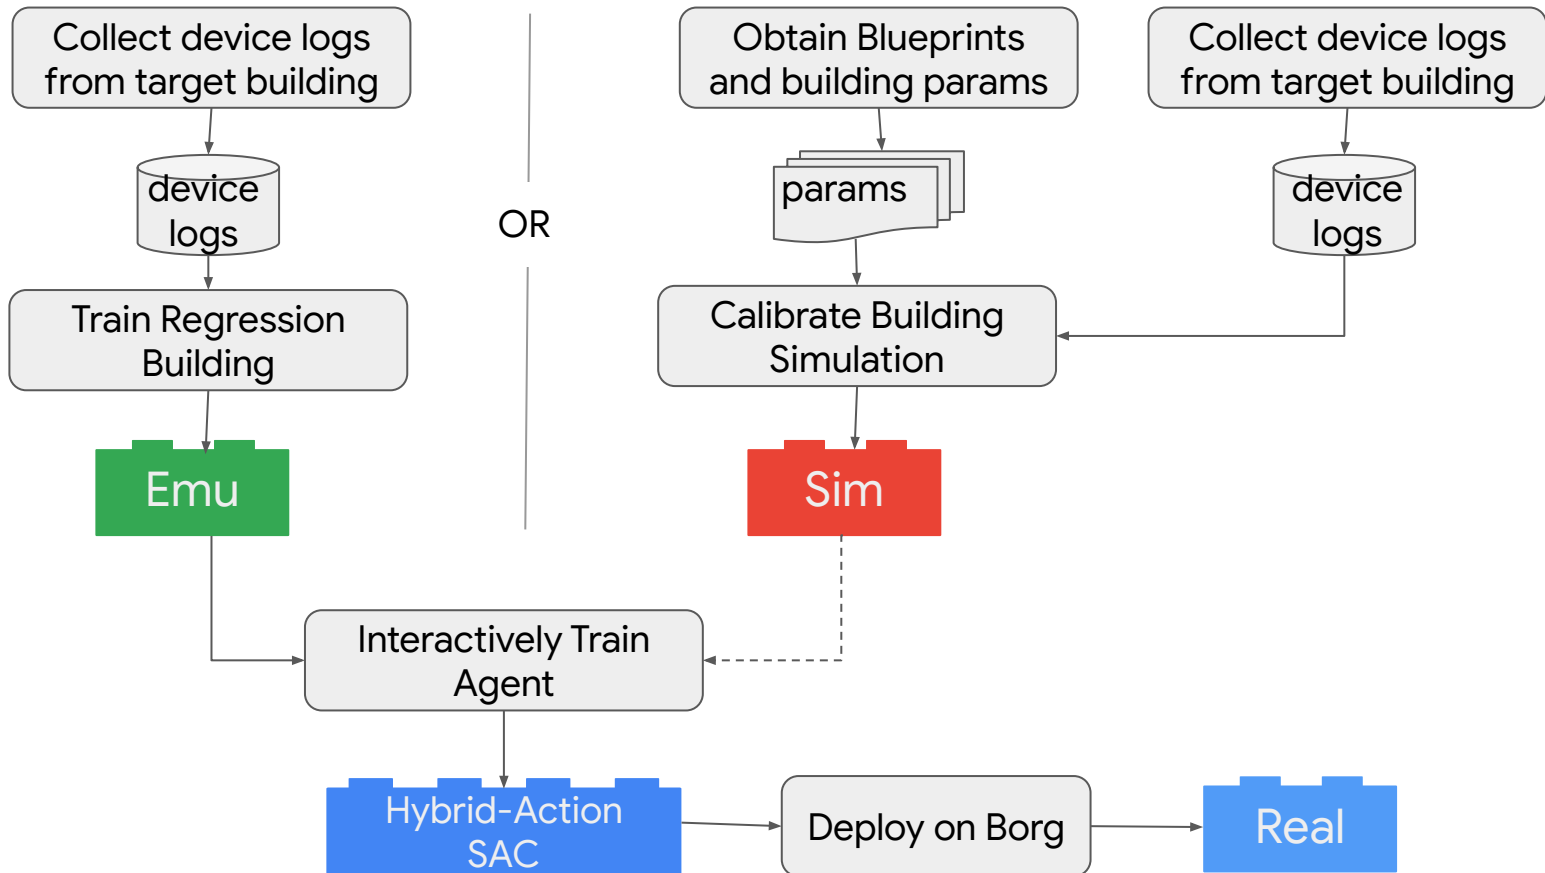 Collect device logs
from target building
Obtain Blueprints
and building params
Collect device logs
from target building
device
logs
OR
params
device
logs
Train Regression
Building
Calibrate Building
Simulation
Emu
Sim
Interactively Train
Agent
Hybrid-Action
SAC
Deploy on Borg
Real